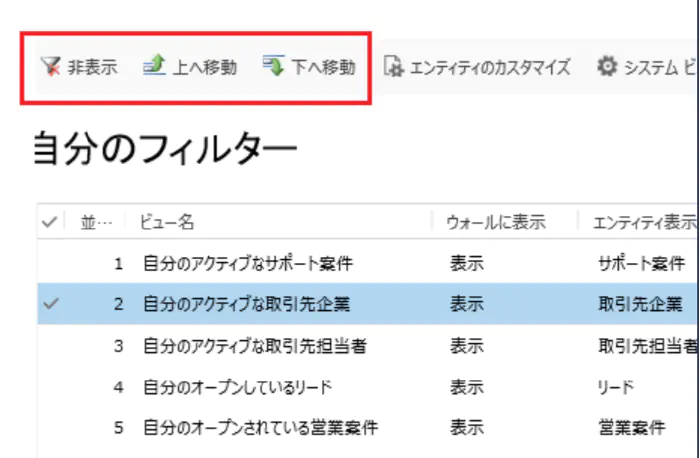 非表示 上へ移動 下へ移動 エンティティのカスタマイズ システム ビ
自分のフィルター
並… ビュー名 ウォールに表示 エンティティ表示
1 自分のアクティブなサポート案件 表示 サポート案件
2 自分のアクティブな取引先企業 表示 取引先企業
3 自分のアクティブな取引先担当者 表示 取引先担当者
4 自分のオープンしているリード 表示 リード
5 自分のオープンされている営業案件 表示 営業案件